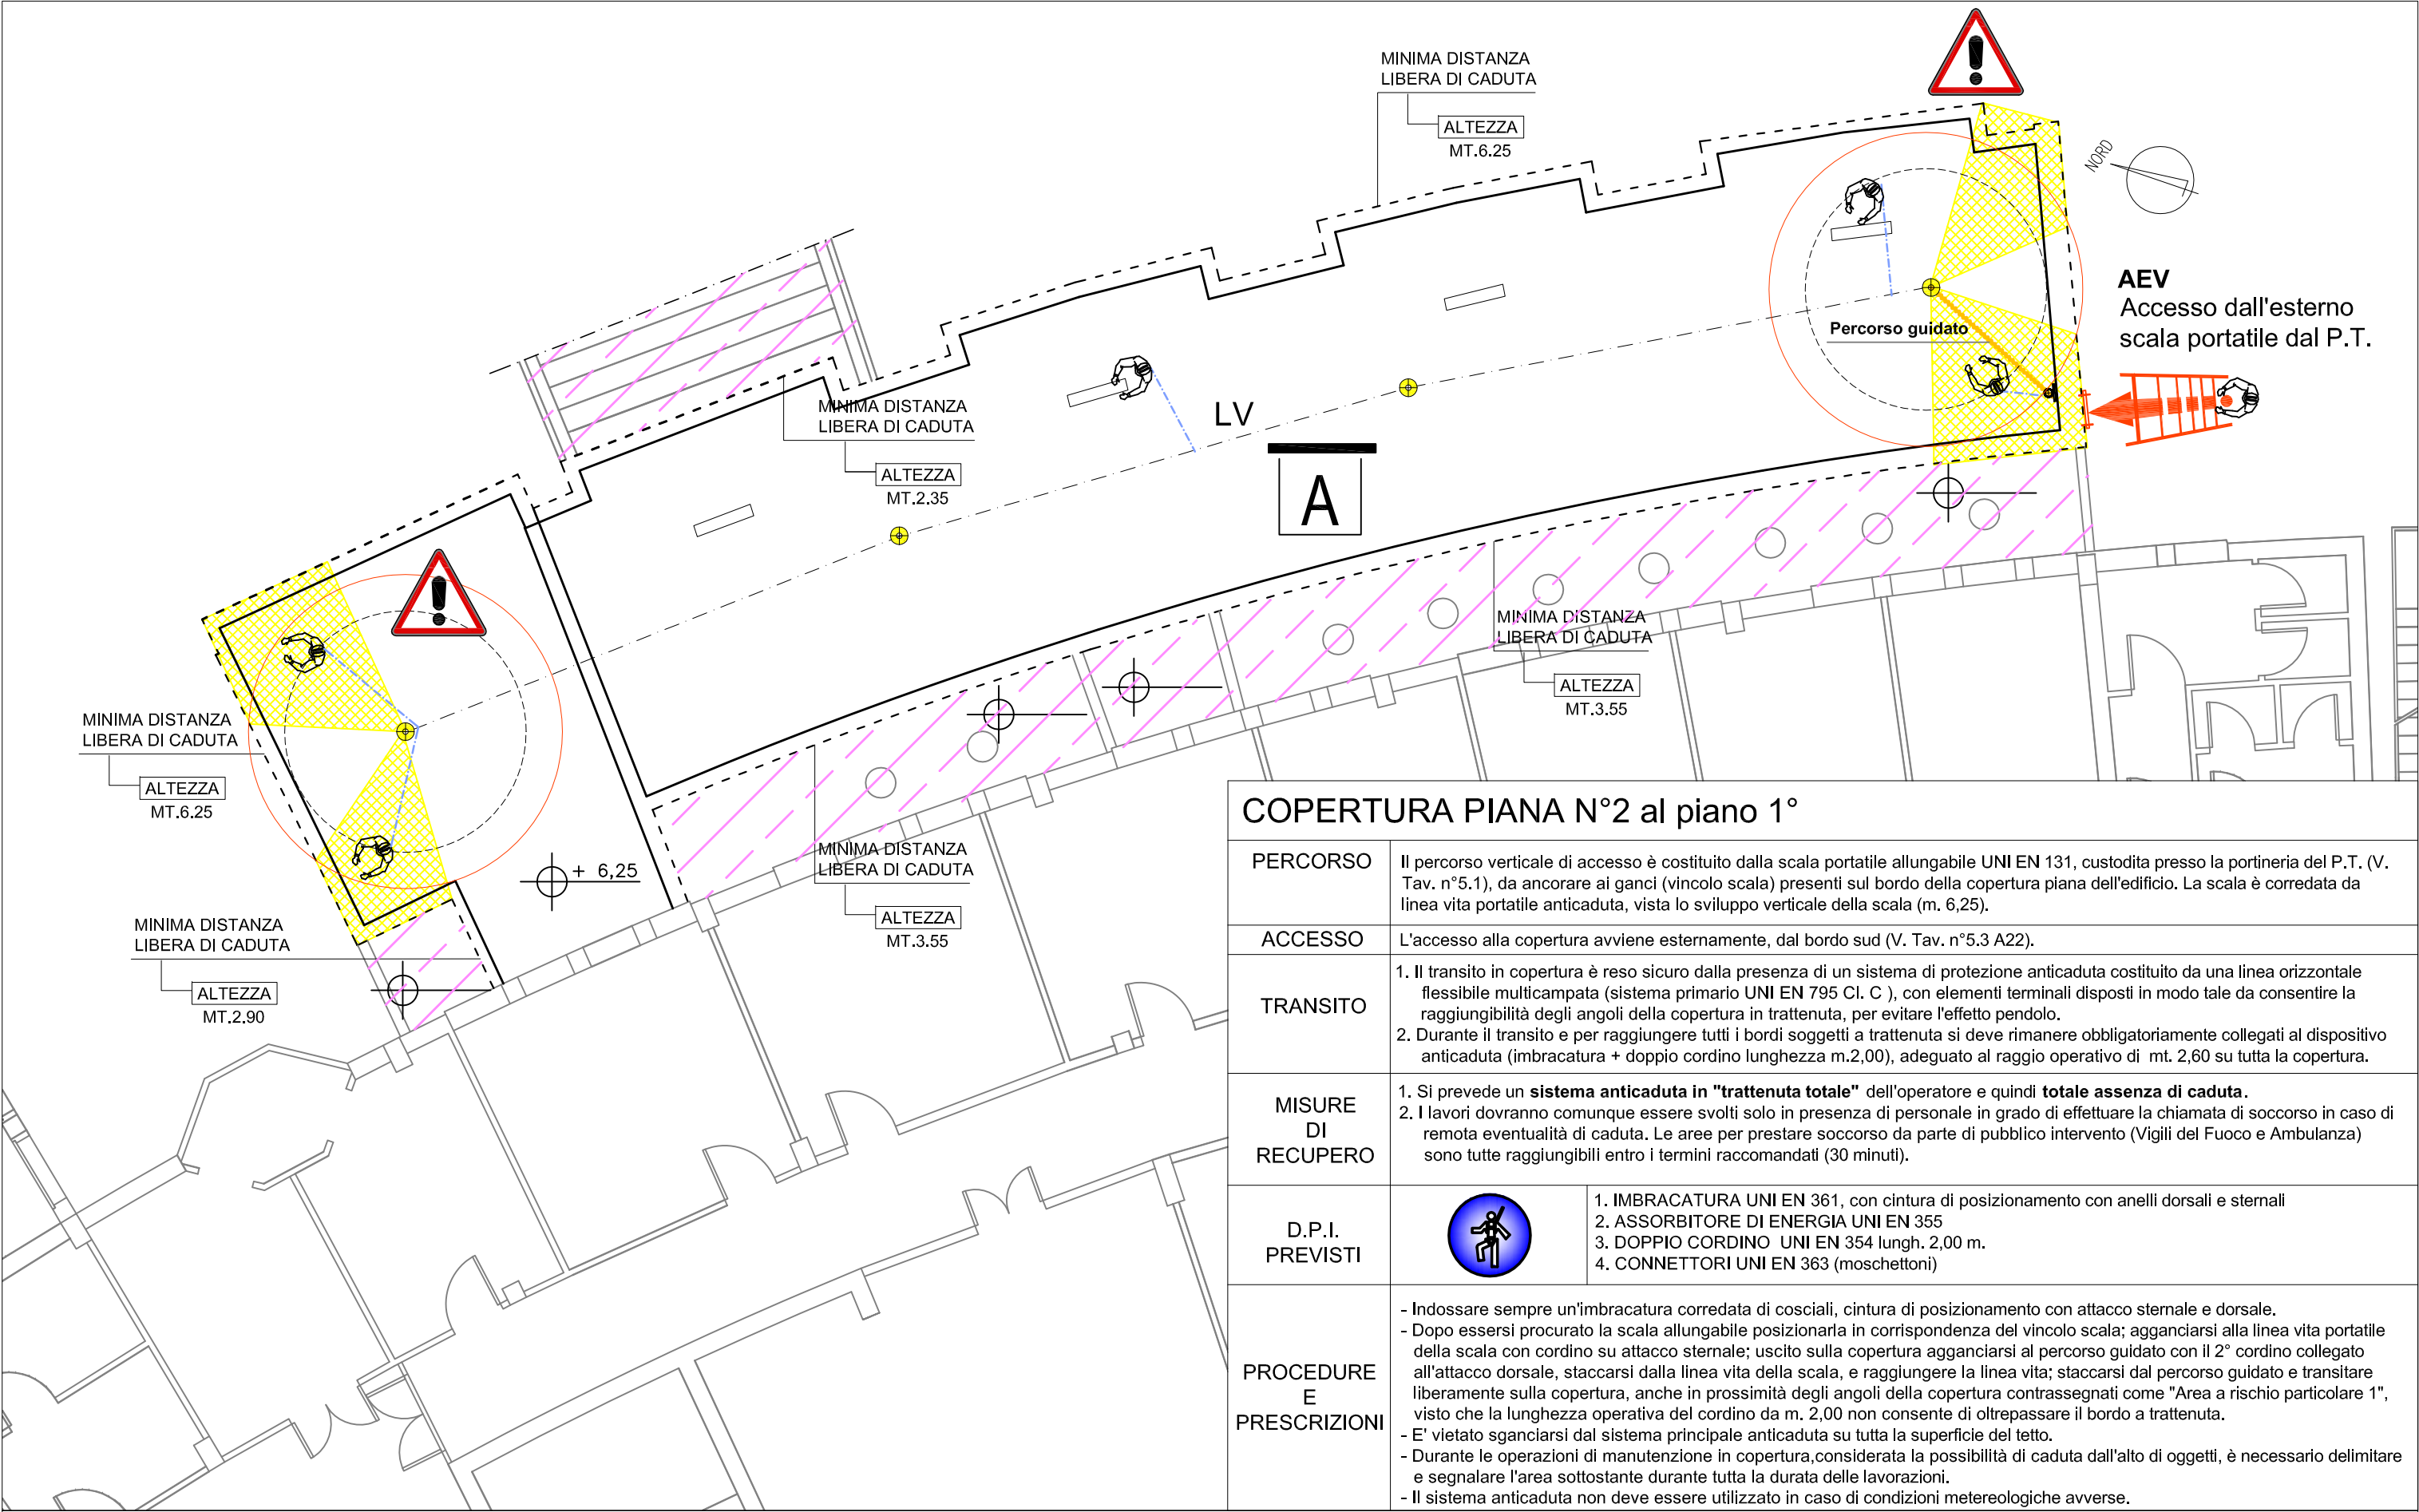 MINIMA DISTANZA
LIBERA DI CADUTA
ALTEZZA
MT.6.25
NORD
AEV
Accesso dall'esterno
scala portatile dal P.T.
Percorso guidato
MINIMA DISTANZA
LIBERA DI CADUTA
ALTEZZA
MT.2.35
LV
A
MINIMA DISTANZA
LIBERA DI CADUTA
ALTEZZA
MT.3.55
MINIMA DISTANZA
LIBERA DI CADUTA
ALTEZZA
MT.6.25
MINIMA DISTANZA
LIBERA DI CADUTA
ALTEZZA
MT.3.55
+ 6,25
MINIMA DISTANZA
LIBERA DI CADUTA
ALTEZZA
MT.2.90
COPERTURA PIANA N°2 al piano 1°
PERCORSO
Il percorso verticale di accesso è costituito dalla scala portatile allungabile UNI EN 131, custodita presso la portineria del P.T. (V.
Tav. n°5.1), da ancorare ai ganci (vincolo scala) presenti sul bordo della copertura piana dell'edificio. La scala è corredata da
linea vita portatile anticaduta, vista lo sviluppo verticale della scala (m. 6,25).
ACCESSO
L'accesso alla copertura avviene esternamente, dal bordo sud (V. Tav. n°5.3 A22).
TRANSITO
1. Il transito in copertura è reso sicuro dalla presenza di un sistema di protezione anticaduta costituito da una linea orizzontale
flessibile multicampata (sistema primario UNI EN 795 Cl. C ), con elementi terminali disposti in modo tale da consentire la
raggiungibilità degli angoli della copertura in trattenuta, per evitare l'effetto pendolo.
2. Durante il transito e per raggiungere tutti i bordi soggetti a trattenuta si deve rimanere obbligatoriamente collegati al dispositivo
anticaduta (imbracatura + doppio cordino lunghezza m.2,00), adeguato al raggio operativo di mt. 2,60 su tutta la copertura.
MISURE
DI
RECUPERO
1. Si prevede un sistema anticaduta in "trattenuta totale" dell'operatore e quindi totale assenza di caduta.
2. I lavori dovranno comunque essere svolti solo in presenza di personale in grado di effettuare la chiamata di soccorso in caso di
remota eventualità di caduta. Le aree per prestare soccorso da parte di pubblico intervento (Vigili del Fuoco e Ambulanza)
sono tutte raggiungibili entro i termini raccomandati (30 minuti).
D.P.I.
PREVISTI
1. IMBRACATURA UNI EN 361, con cintura di posizionamento con anelli dorsali e sternali
2. ASSORBITORE DI ENERGIA UNI EN 355
3. DOPPIO CORDINO UNI EN 354 lungh. 2,00 m.
4. CONNETTORI UNI EN 363 (moschettoni)
PROCEDURE
E
PRESCRIZIONI
- Indossare sempre un'imbracatura corredata di cosciali, cintura di posizionamento con attacco sternale e dorsale.
- Dopo essersi procurato la scala allungabile posizionarla in corrispondenza del vincolo scala; agganciarsi alla linea vita portatile
della scala con cordino su attacco sternale; uscito sulla copertura agganciarsi al percorso guidato con il 2° cordino collegato
all'attacco dorsale, staccarsi dalla linea vita della scala, e raggiungere la linea vita; staccarsi dal percorso guidato e transitare
liberamente sulla copertura, anche in prossimità degli angoli della copertura contrassegnati come "Area a rischio particolare 1",
visto che la lunghezza operativa del cordino da m. 2,00 non consente di oltrepassare il bordo a trattenuta.
- E' vietato sganciarsi dal sistema principale anticaduta su tutta la superficie del tetto.
- Durante le operazioni di manutenzione in copertura,considerata la possibilità di caduta dall'alto di oggetti, è necessario delimitare
e segnalare l'area sottostante durante tutta la durata delle lavorazioni.
- Il sistema anticaduta non deve essere utilizzato in caso di condizioni metereologiche avverse.